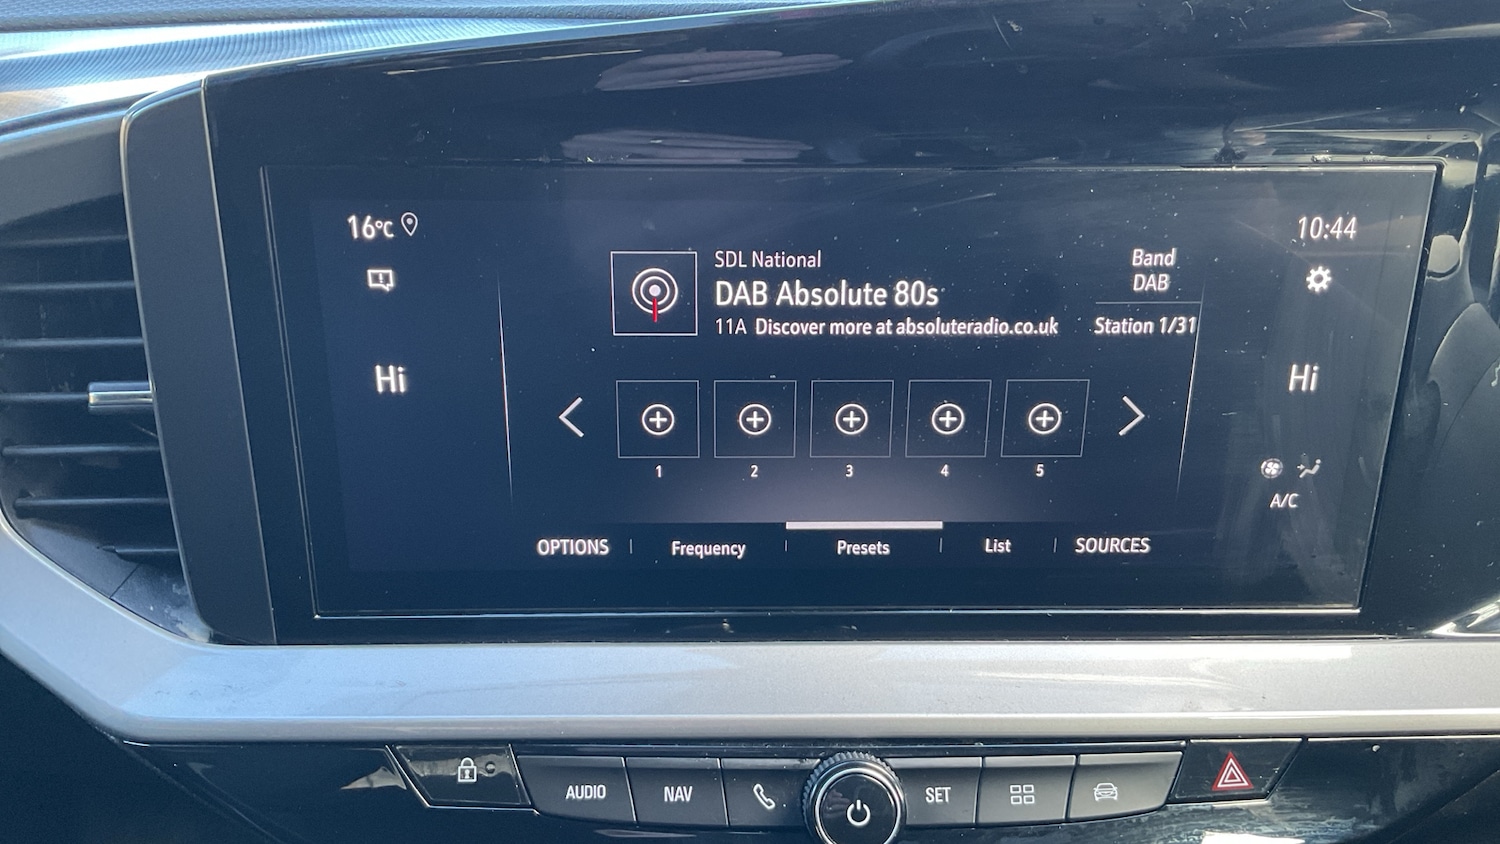 16°C
10:44
SDL National
DAB Absolute 80s
11A Discover more at absoluteradio.co.uk
Band
DAB
Station 1/31
Hi
Hi
1 2 3 4 5
A/C
OPTIONS Frequency Presets List SOURCES
AUDIO NAV SET